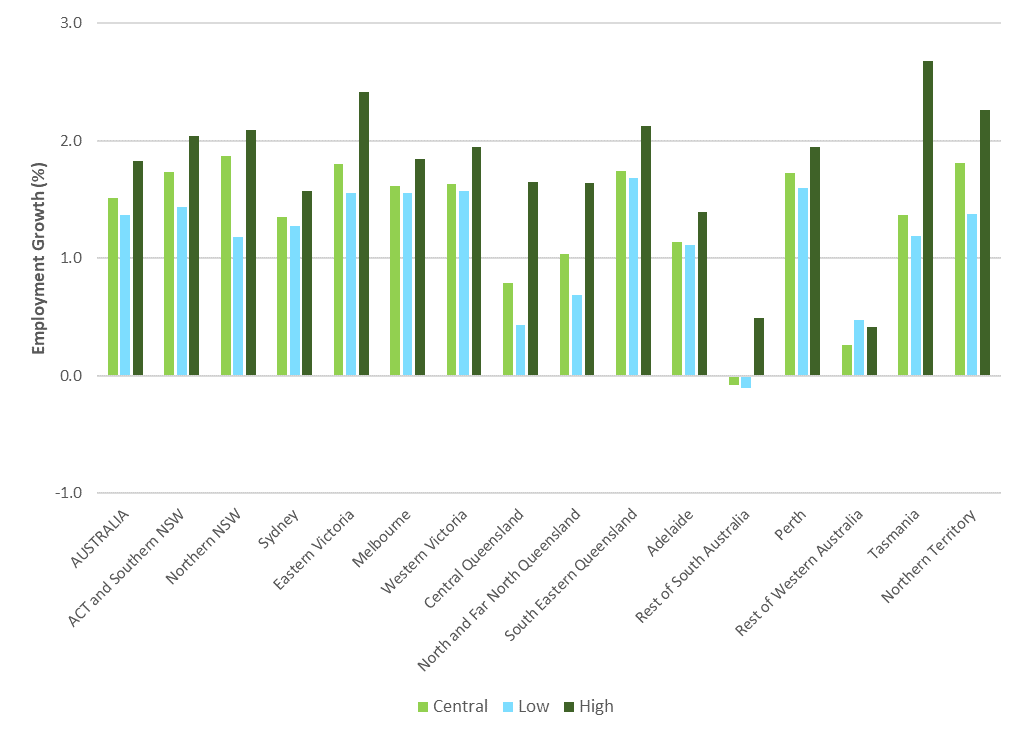 3.0
2.0
1.0
0.0
-1.0
Employment Growth (%)
AUSTRALIA
ACT and Southern NSW
Northern NSW
Sydney
Eastern Victoria
Melbourne
Western Victoria
Central Queensland
North and Far North Queensland
South Eastern Queensland
Adelaide
Rest of South Australia
Perth
Rest of Western Australia
Tasmania
Northern Territory
Central Low High